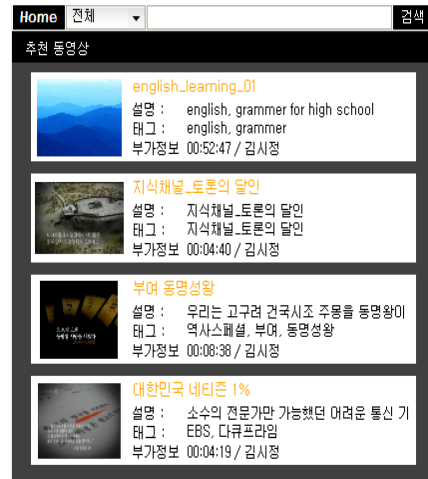 Home 전체 검색
추천 동영상
english_learning_01
설명 : english, grammer for high school
태그 : english, grammer
부가정보 00:52:47 / 김시정
지식채널_토론의 달인
설명 : 지식채널_토론의 달인
태그 : 지식채널_토론의 달인
부가정보 00:04:40 / 김시정
부여 동명성왕
설명 : 우리는 고구려 건국시조 주몽을 동명왕이
태그 : 역사스페셜, 부여, 동명성왕
부가정보 00:08:38 / 김시정
대한민국 네티즌 1%
설명 : 소수의 전문가만 가능했던 어려운 통신 기
태그 : EBS, 다큐프라임
부가정보 00:04:19 / 김시정